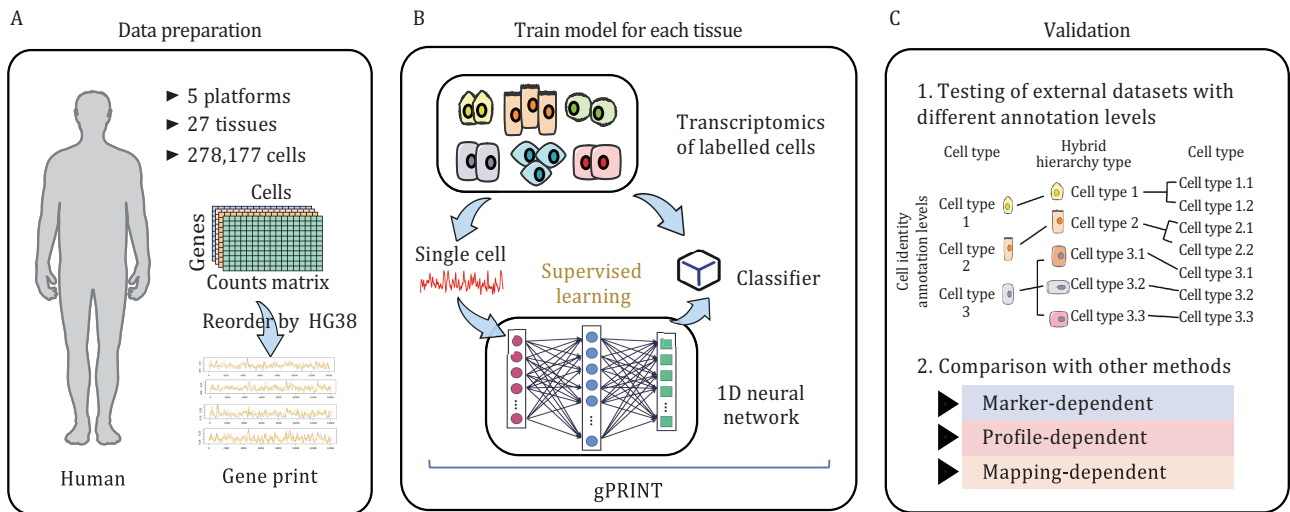 A
Data preparation
► 5 platforms
► 27 tissues
► 278,177 cells
Cells
Genes
Counts matrix
Reorder by HG38
Gene print
Human
B
Train model for each tissue
Transcriptomics
of labelled cells
Single cell
Supervised
learning
Classifier
1D neural
network
gPRINT
C
Validation
1. Testing of external datasets with
different annotation levels
Cell identity
annotation levels
Cell type
Cell type
1
Cell type
2
Cell type
3
Hybrid
hierarchy type
Cell type 1
Cell type 2
Cell type 3.1
Cell type 3.2
Cell type 3.3
Cell type
Cell type 1.1
Cell type 1.2
Cell type 2.1
Cell type 2.2
Cell type 3.1
Cell type 3.2
Cell type 3.3
2. Comparison with other methods
Marker-dependent
Profile-dependent
Mapping-dependent